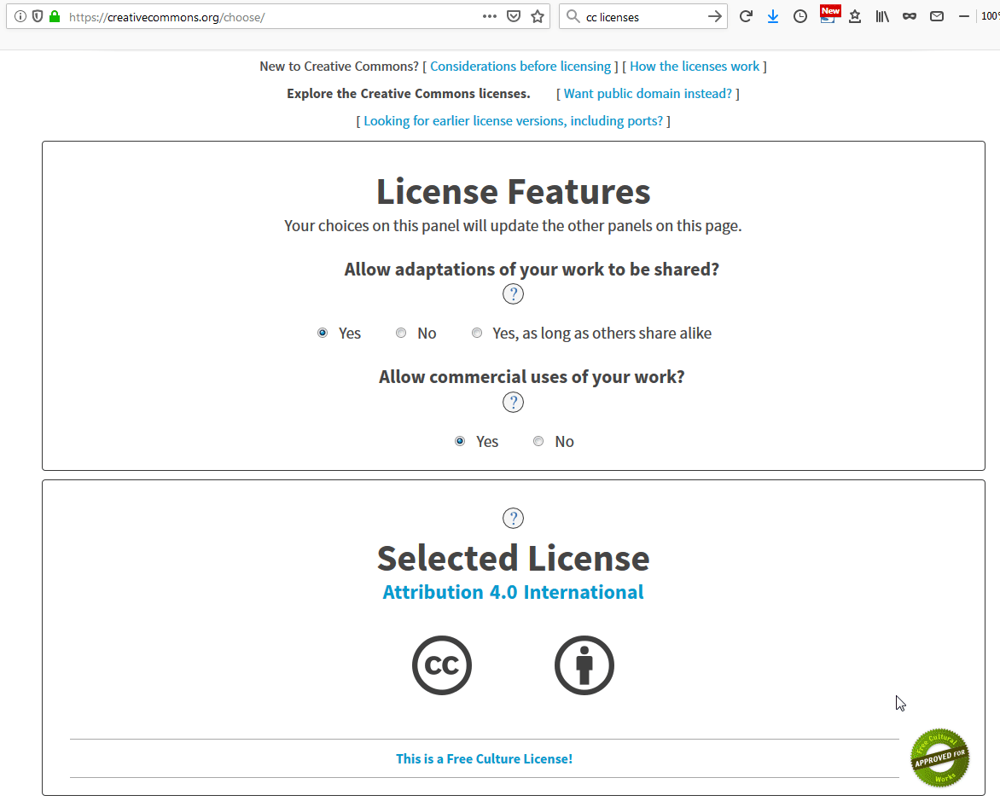 https://creativecommons.org/choose/
cc licenses
New
100%
New to Creative Commons? [ Considerations before licensing ] [ How the licenses work ]
Explore the Creative Commons licenses. [ Want public domain instead? ]
[ Looking for earlier license versions, including ports? ]
License Features
Your choices on this panel will update the other panels on this page.
Allow adaptations of your work to be shared?
?
Yes
No
Yes, as long as others share alike
Allow commercial uses of your work?
?
Yes
No
?
Selected License
Attribution 4.0 International
cc
This is a Free Culture License!
Free Cultural
APPROVED FOR
Works